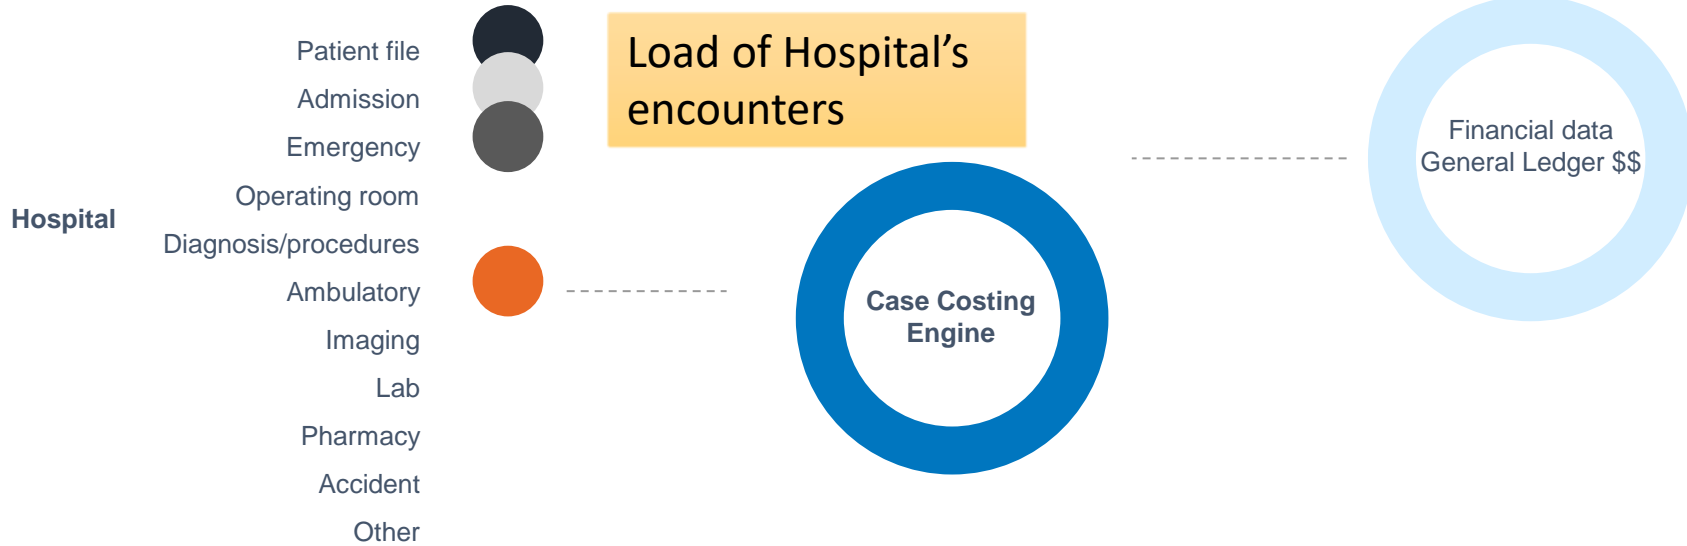 Patient file
Admission
Emergency
Operating room
Hospital
Diagnosis/procedures
Ambulatory
Imaging
Lab
Pharmacy
Accident
Other
Load of Hospital’s
encounters
Case Costing
Engine
Financial data
General Ledger $$